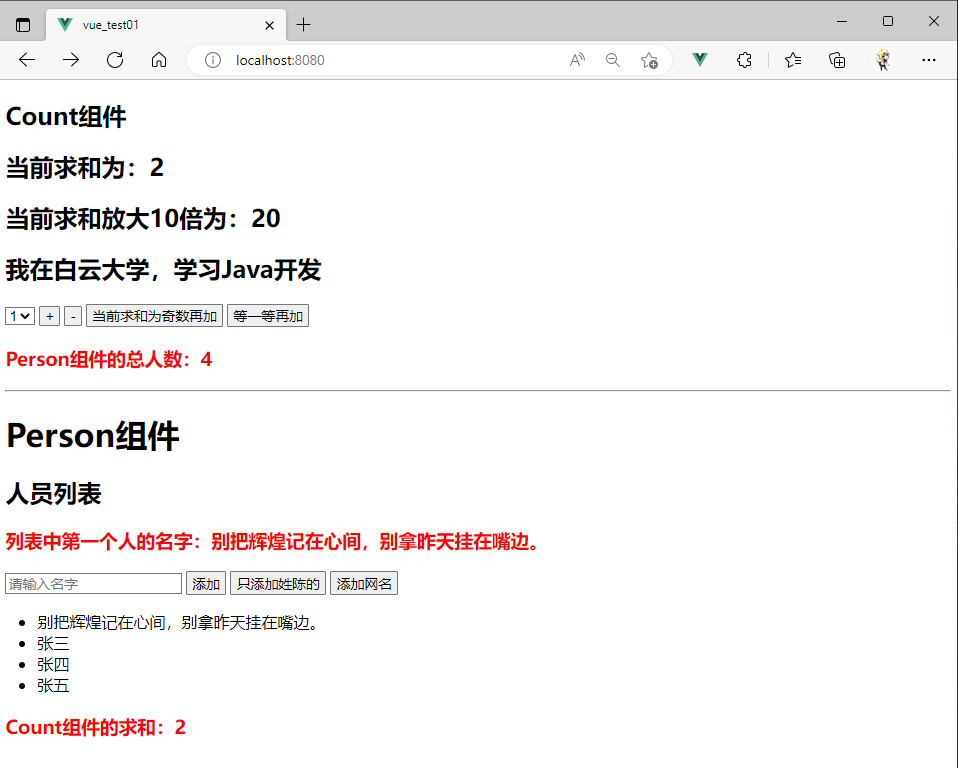 vue_test01
localhost:8080
Count组件
当前求和为：2
当前求和放大10倍为：20
我在白云大学，学习Java开发
1 + - 当前求和为奇数再加 等一等再加
Person组件的总人数：4
Person组件
人员列表
列表中第一个人的名字：别把辉煌记在心间，别拿昨天挂在嘴边。
请输入名字 添加 只添加姓陈的 添加网名
别把辉煌记在心间，别拿昨天挂在嘴边。
张三
张四
张五
Count组件的求和：2